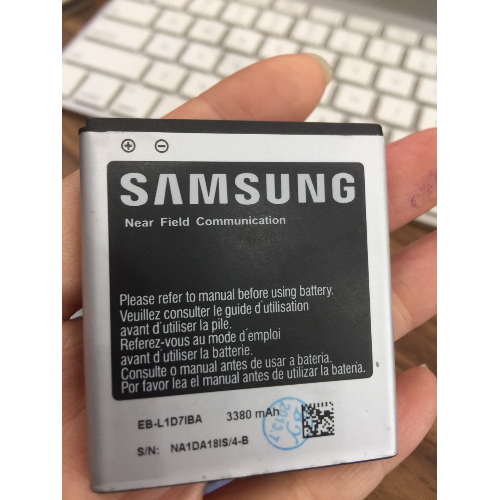 SAMSUNG
Near Field Communication
Please refer to manual before using battery.
Veuillez consulter le guide d'utilisation
avant d'utiliser la pile.
Referez-vous au mode d'emploi
avant d'utiliser la batterie.
Consulte o manual antes de usar a bateria.
Por favor lea el manual antes de utilizar la batería.
EB-L1D7IBA 3380 mAh
S/N: NA1DA18IS/4-B
2013.7